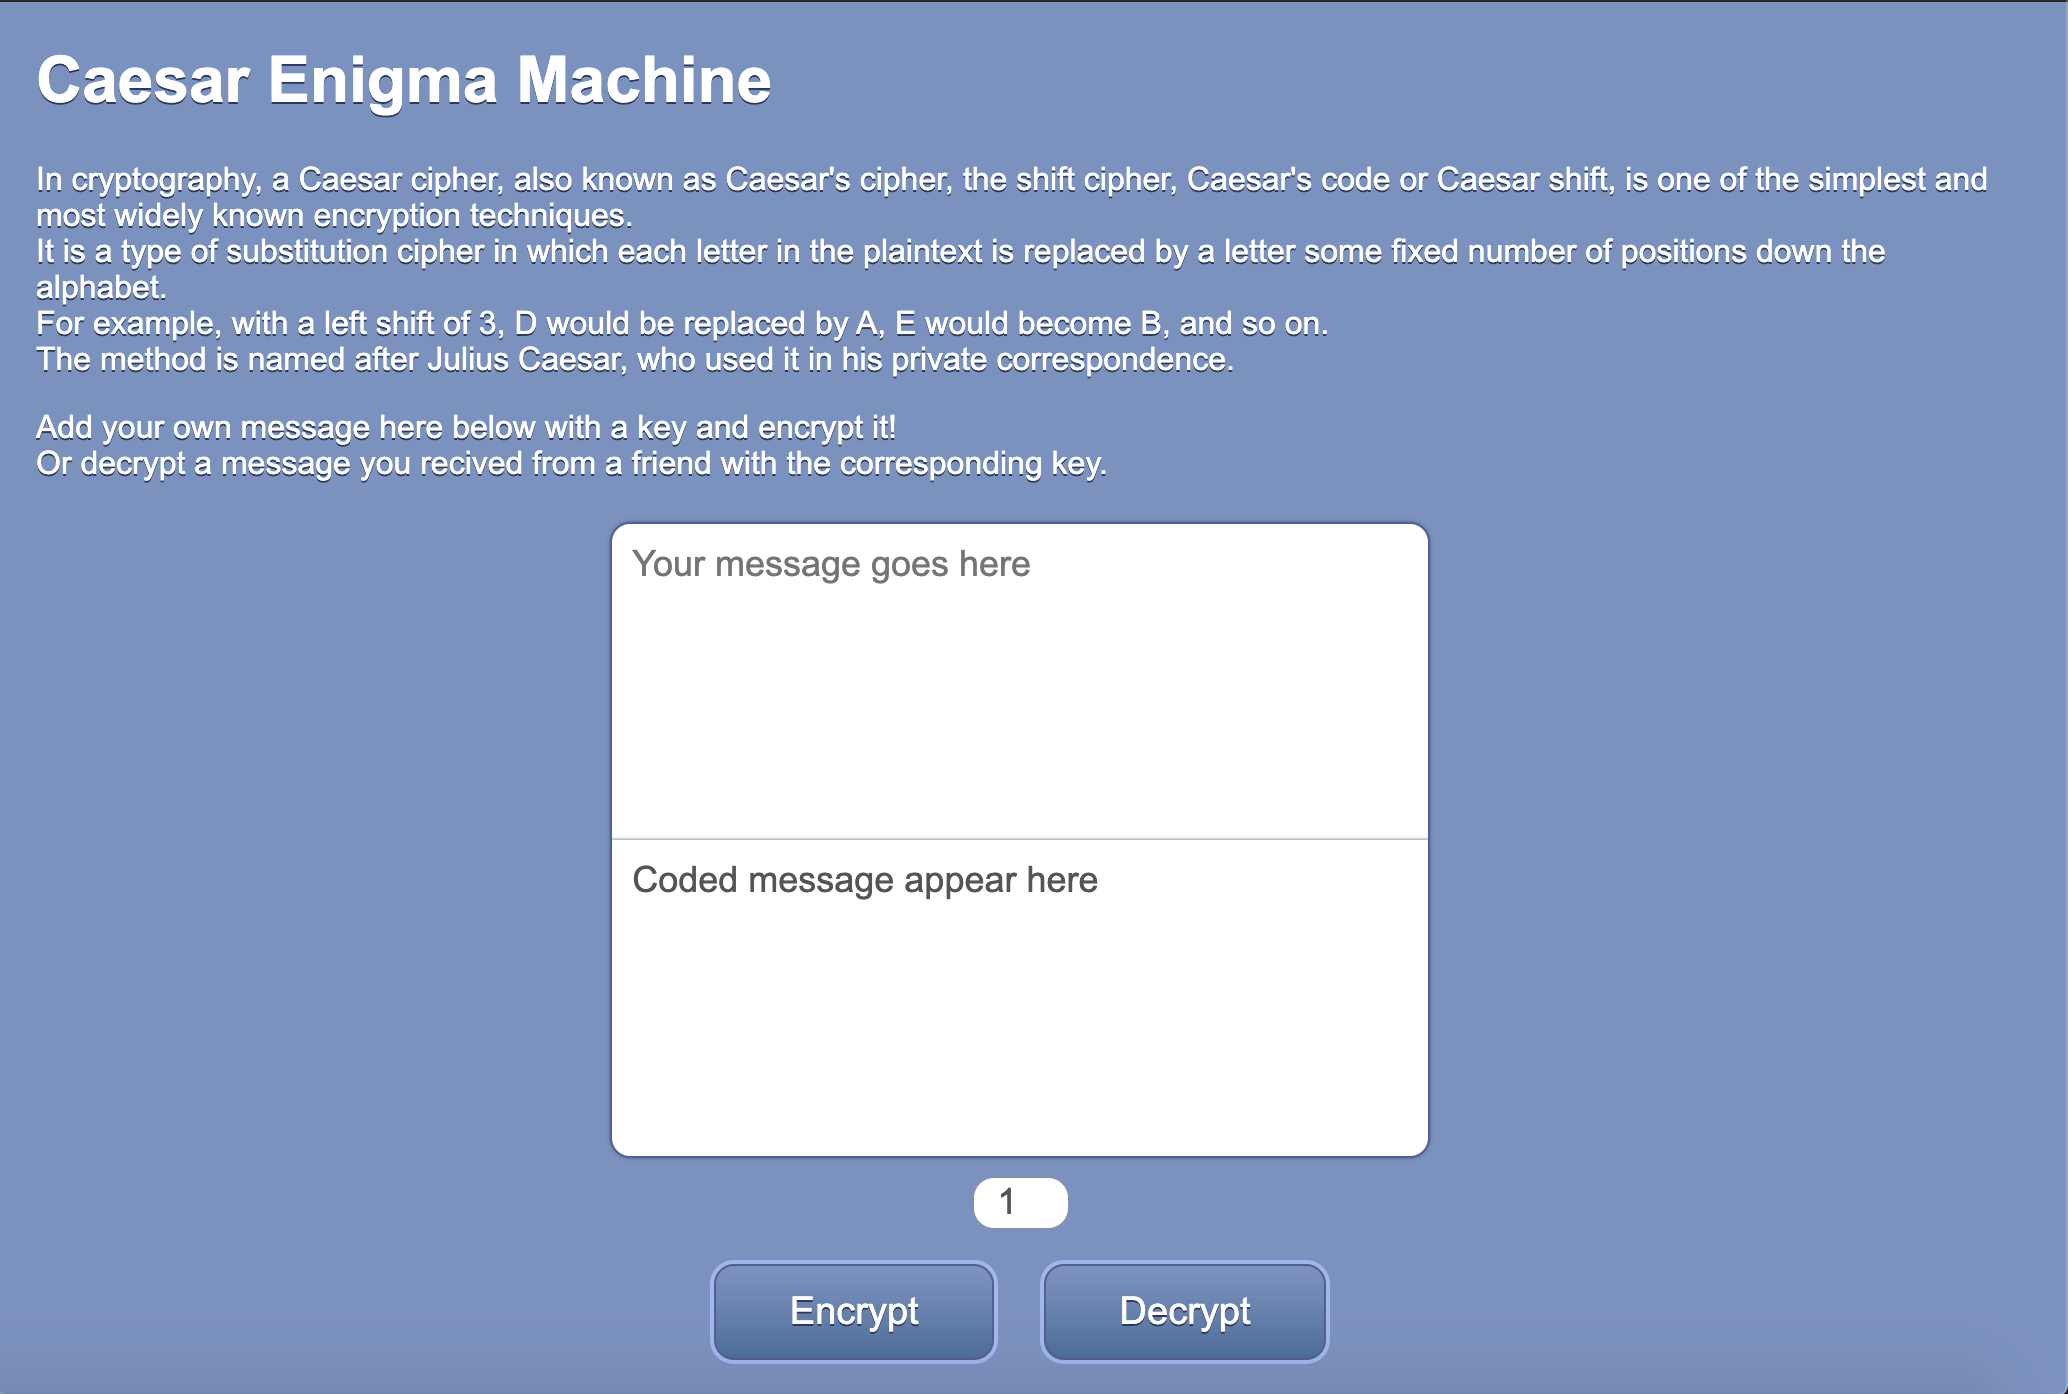 Caesar Enigma Machine
In cryptography, a Caesar cipher, also known as Caesar's cipher, the shift cipher, Caesar's code or Caesar shift, is one of the simplest and
most widely known encryption techniques.
It is a type of substitution cipher in which each letter in the plaintext is replaced by a letter some fixed number of positions down the
alphabet.
For example, with a left shift of 3, D would be replaced by A, E would become B, and so on.
The method is named after Julius Caesar, who used it in his private correspondence.
Add your own message here below with a key and encrypt it!
Or decrypt a message you recived from a friend with the corresponding key.
Your message goes here
Coded message appear here
1
Encrypt Decrypt